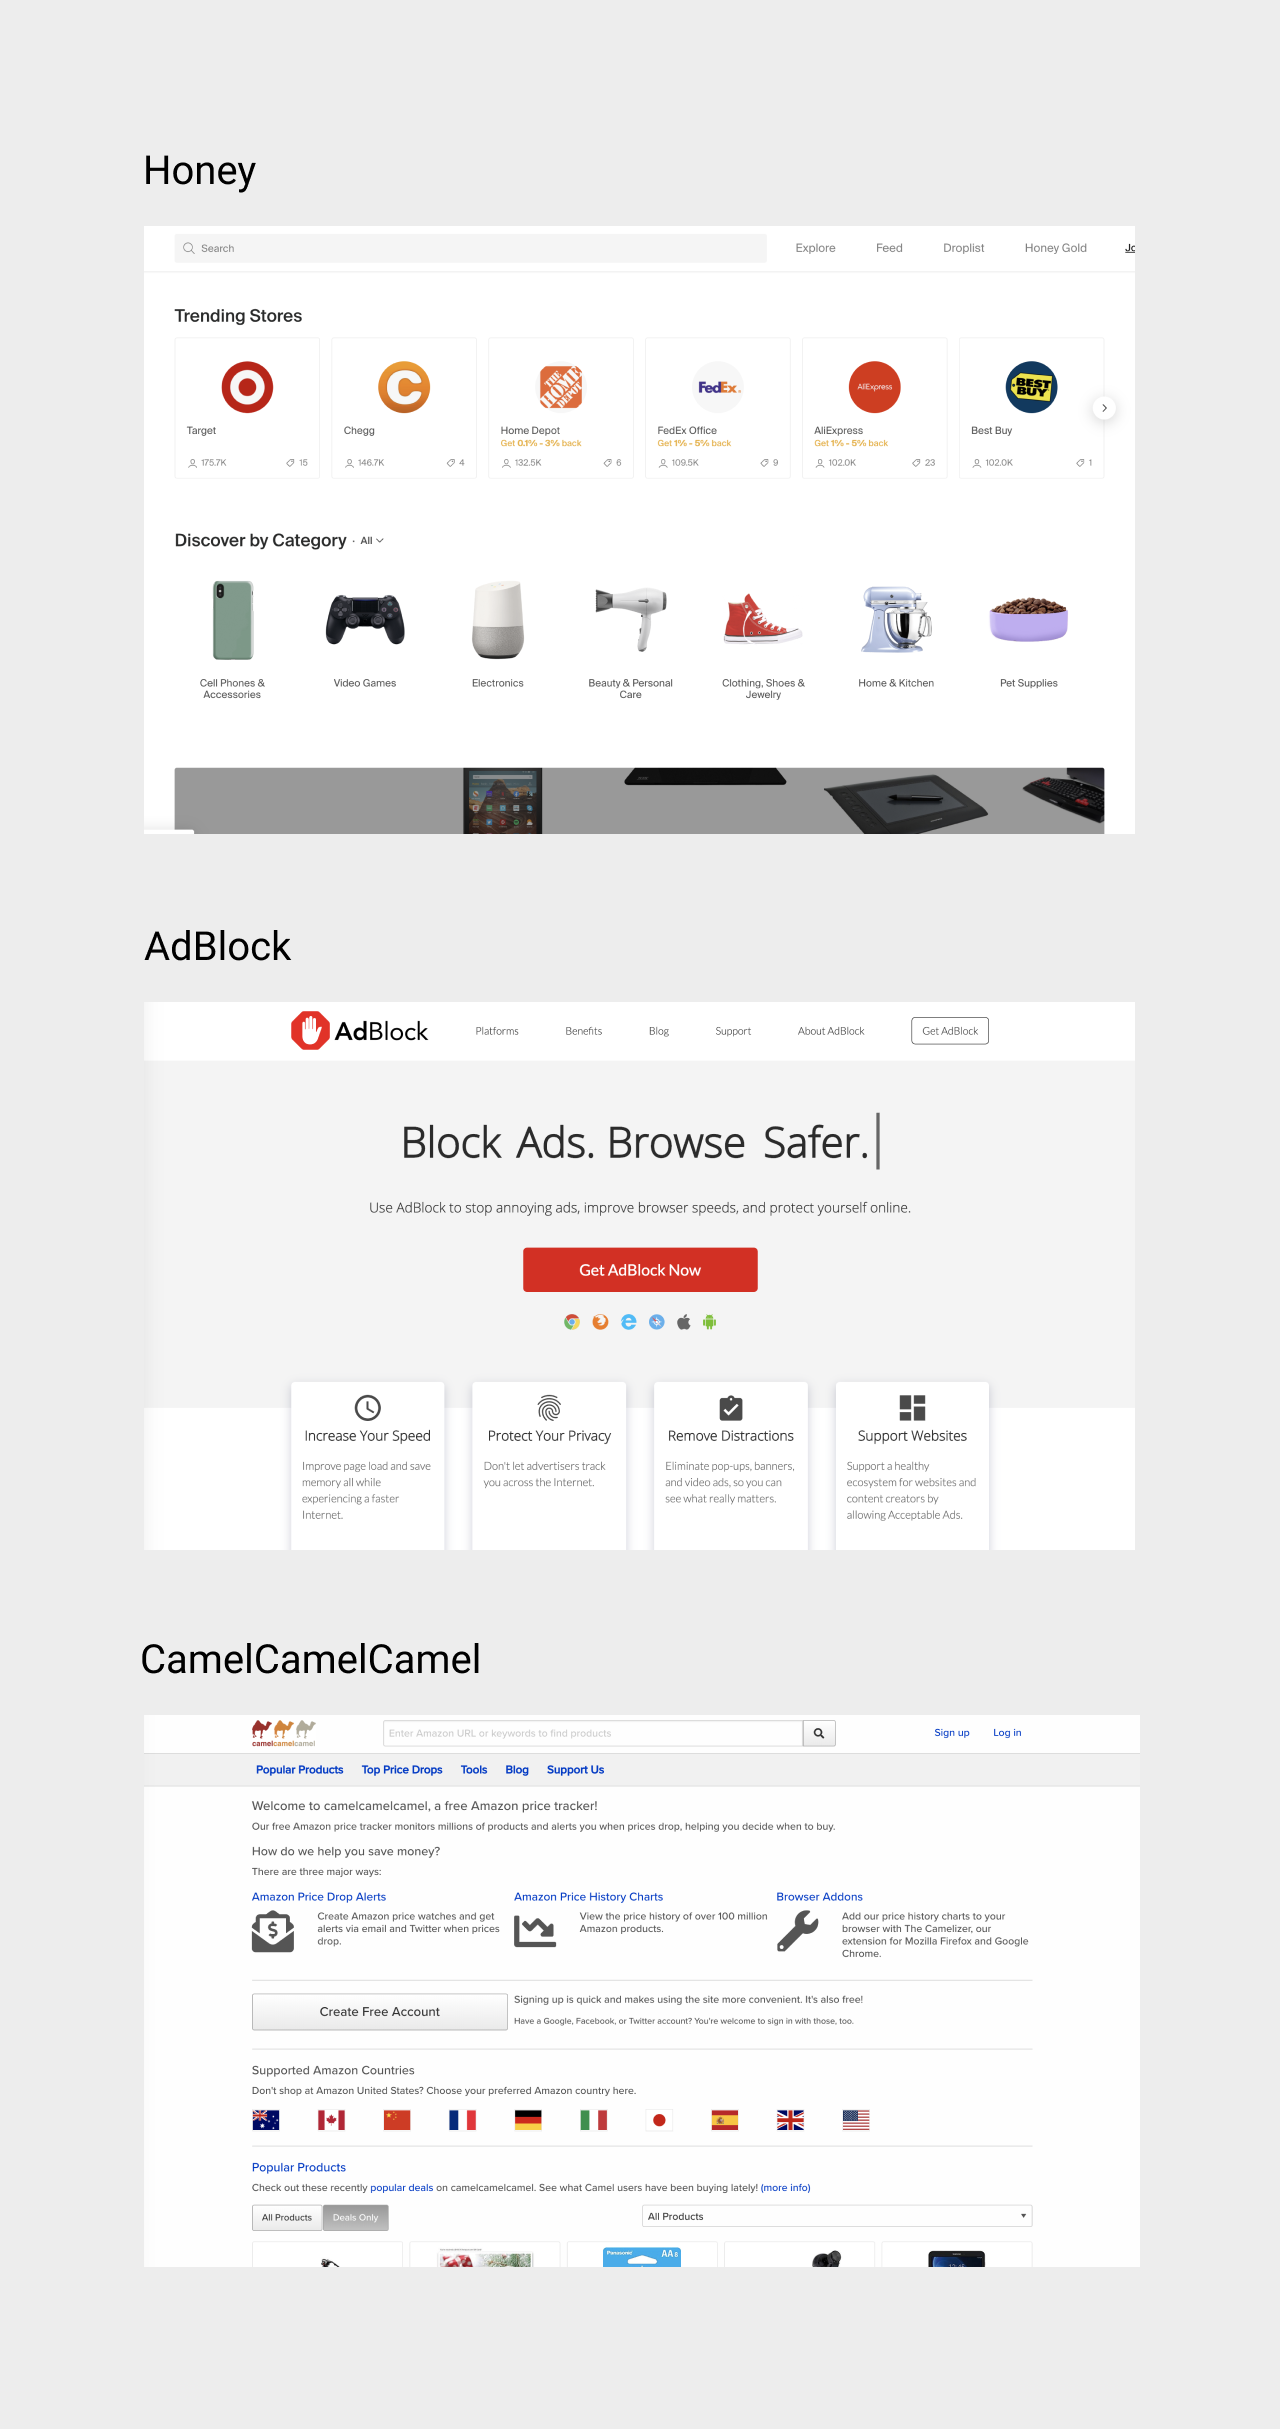 Honey
Search
Explore
Feed
Droplist
Honey Gold
Trending Stores
THE HOME DEPOT
FedEx.
AliExpress
BEST BUY
Target
Chegg
Home Depot
FedEx Office
AliExpress
Best Buy
Get 0.1% - 3% back
Get 1% - 5% back
Get 1% - 5% back
175.7K 15
146.7K 4
132.5K 6
109.5K 9
102.0K 23
102.0K 1
Discover by Category · All
Cell Phones &
Accessories
Video Games
Electronics
Beauty & Personal
Care
Clothing, Shoes &
Jewelry
Home & Kitchen
Pet Supplies
AdBlock
AdBlock
Platforms
Benefits
Blog
Support
About AdBlock
Get AdBlock
Block Ads. Browse Safer.
Use AdBlock to stop annoying ads, improve browser speeds, and protect yourself online.
Get AdBlock Now
Increase Your Speed
Improve page load and save
memory all while
experiencing a faster
Internet.
Protect Your Privacy
Don't let advertisers track
you across the Internet.
Remove Distractions
Eliminate pop-ups, banners,
and video ads, so you can
see what really matters.
Support Websites
Support a healthy
ecosystem for websites and
content creators by
allowing Acceptable Ads.
CamelCamelCamel
camelcamelcamel
Enter Amazon URL or keywords to find products
Sign up
Log in
Popular Products
Top Price Drops
Tools
Blog
Support Us
Welcome to camelcamelcamel, a free Amazon price tracker!
Our free Amazon price tracker monitors millions of products and alerts you when prices drop, helping you decide when to buy.
How do we help you save money?
There are three major ways:
Amazon Price Drop Alerts
Create Amazon price watches and get
alerts via email and Twitter when prices
drop.
Amazon Price History Charts
View the price history of over 100 million
Amazon products.
Browser Addons
Add our price history charts to your
browser with The Camelizer, our
extension for Mozilla Firefox and Google
Chrome.
Create Free Account
Signing up is quick and makes using the site more convenient. It's also free!
Have a Google, Facebook, or Twitter account? You're welcome to sign in with those, too.
Supported Amazon Countries
Don't shop at Amazon United States? Choose your preferred Amazon country here.
Popular Products
Check out these recently popular deals on camelcamelcamel. See what Camel users have been buying lately! (more info)
All Products
Deals Only
All Products
Panasonic
AA8